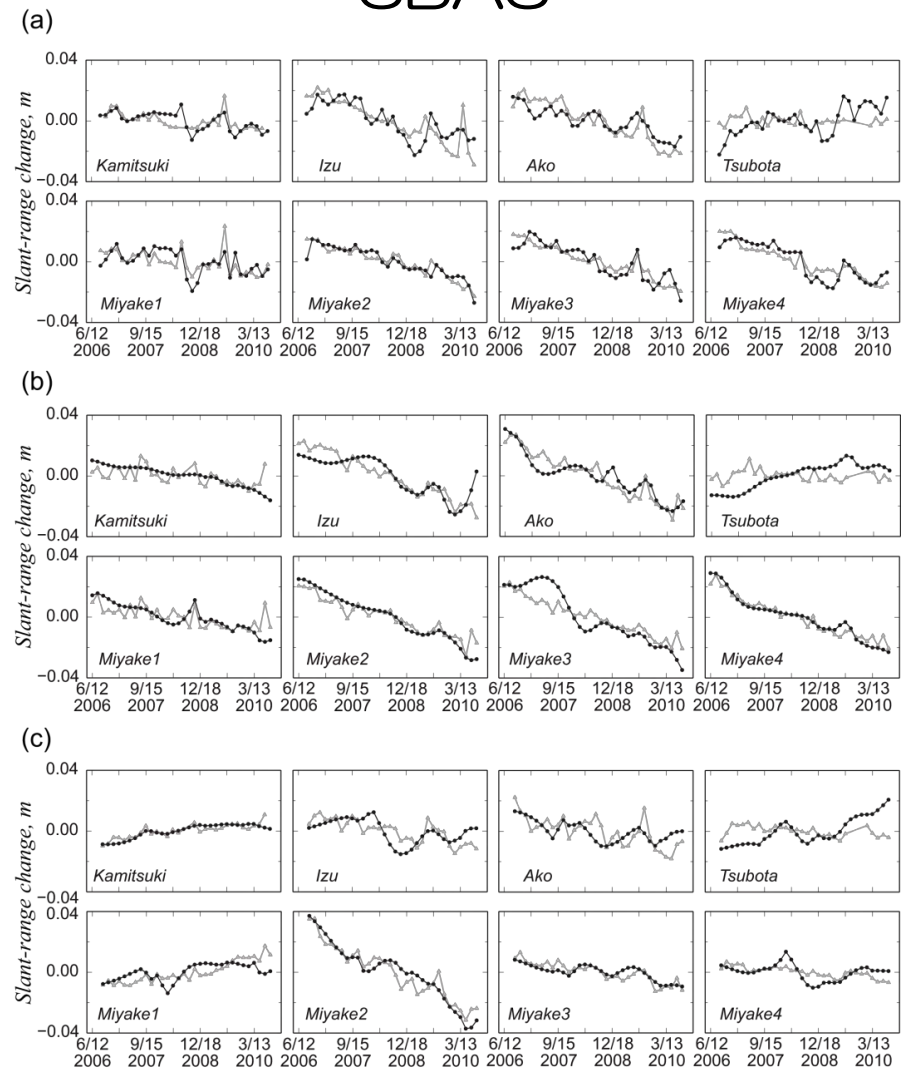 (a)
0.04
Slant-range change, m
0.00
Kamitsuki
Izu
Ako
Tsubota
−0.04
0.04
0.00
Miyake1
Miyake2
Miyake3
Miyake4
−0.04
6/12 9/15 12/18 3/13 6/12 9/15 12/18 3/13 6/12 9/15 12/18 3/13 6/12 9/15 12/18 3/13
2006 2007 2008 2010 2006 2007 2008 2010 2006 2007 2008 2010 2006 2007 2008 2010
(b)
0.04
Slant-range change, m
0.00
Kamitsuki
Izu
Ako
Tsubota
−0.04
0.04
0.00
Miyake1
Miyake2
Miyake3
Miyake4
−0.04
6/12 9/15 12/18 3/13 6/12 9/15 12/18 3/13 6/12 9/15 12/18 3/13 6/12 9/15 12/18 3/13
2006 2007 2008 2010 2006 2007 2008 2010 2006 2007 2008 2010 2006 2007 2008 2010
(c)
0.04
Slant-range change, m
0.00
Kamitsuki
Izu
Ako
Tsubota
−0.04
0.04
0.00
Miyake1
Miyake2
Miyake3
Miyake4
−0.04
6/12 9/15 12/18 3/13 6/12 9/15 12/18 3/13 6/12 9/15 12/18 3/13 6/12 9/15 12/18 3/13
2006 2007 2008 2010 2006 2007 2008 2010 2006 2007 2008 2010 2006 2007 2008 2010